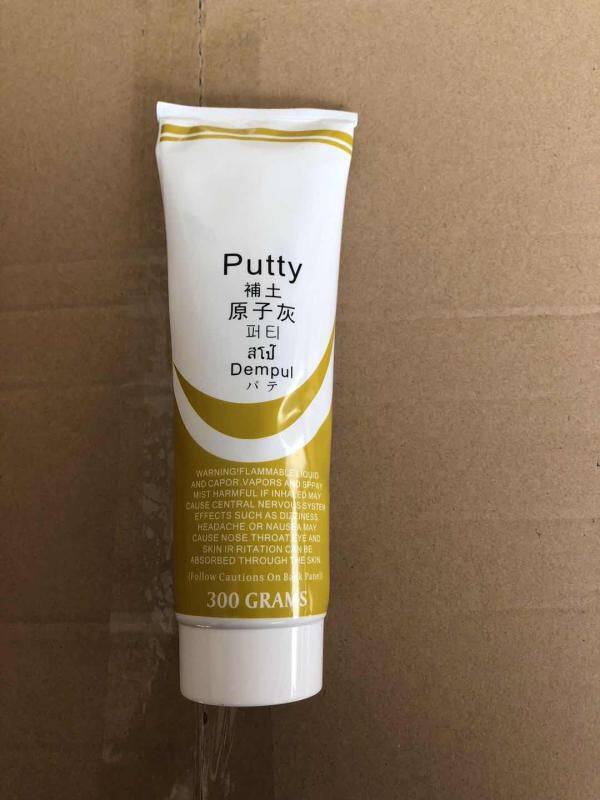 Putty
補土
原子灰
퍼티
สีโป๊
Dempul
パテ
WARNING!FLAMMABLE LIQUID
AND CAPOR.VAPORS AND SPRAY
MIST HARMFUL IF INHALED MAY
CAUSE CENTRAL NERVOUS SYSTEM
EFFECTS SUCH AS DIZZINESS
HEADACHE.OR NAUSEA MAY
CAUSE NOSE.THROAT,EYE AND
SKIN IR RITATION CAN BE
ABSORBED THROUGH THE SKIN.
(Follow Cautions On Back Panel)
300 GRAMS